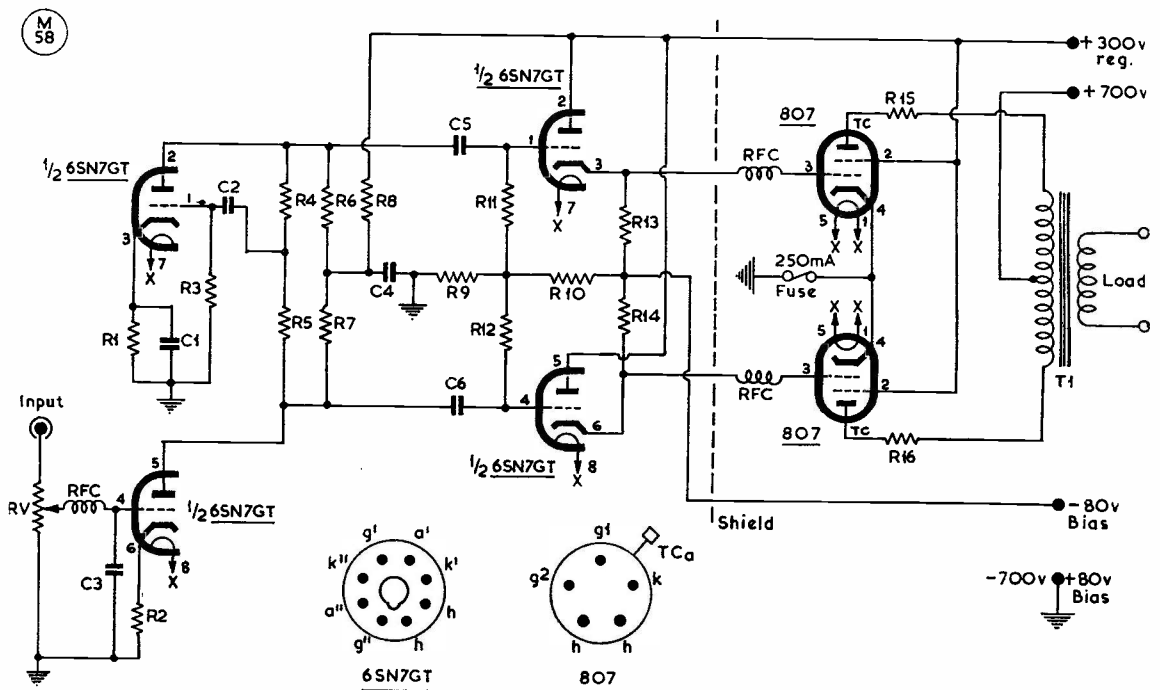 M
58
+ 300v
reg.
1/2 6SN7GT
+ 700v
R15
807
TC
2
C5
1
3
RFC
3
2
1/2 6SN7GT
2
C2
1
R4
R6
R8
R11
7
X
R13
5
4
1
X
X
3
7
X
R3
250mA
Fuse
Load
C4
R9
R10
R1
C1
R5
R7
R12
R14
X
X
5
1
4
5
3
2
T1
Input
C6
4
RFC
6
TC
807
R16
5
1/2 6SN7GT
8
X
RV
RFC
4
1/2 6SN7GT
-80v
Bias
Shield
6
8
X
C3
R2
g'
a'
k"
k'
a"
h
g"
h
6SN7GT
g1
TCa
g2
k
h
h
807
-700v
+80v
Bias